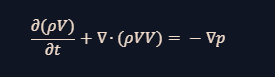 ∂(ρV)/∂t + ∇·(ρVV) = − ∇p